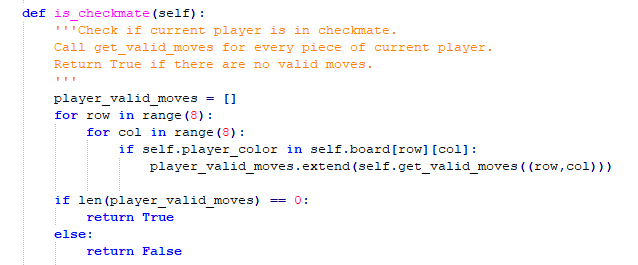 def is_checkmate(self):
    '''Check if current player is in checkmate.
    Call get_valid_moves for every piece of current player.
    Return True if there are no valid moves.
    '''
    player_valid_moves = []
    for row in range(8):
        for col in range(8):
            if self.player_color in self.board[row][col]:
                player_valid_moves.extend(self.get_valid_moves((row,col)))

    if len(player_valid_moves) == 0:
        return True
    else:
        return False